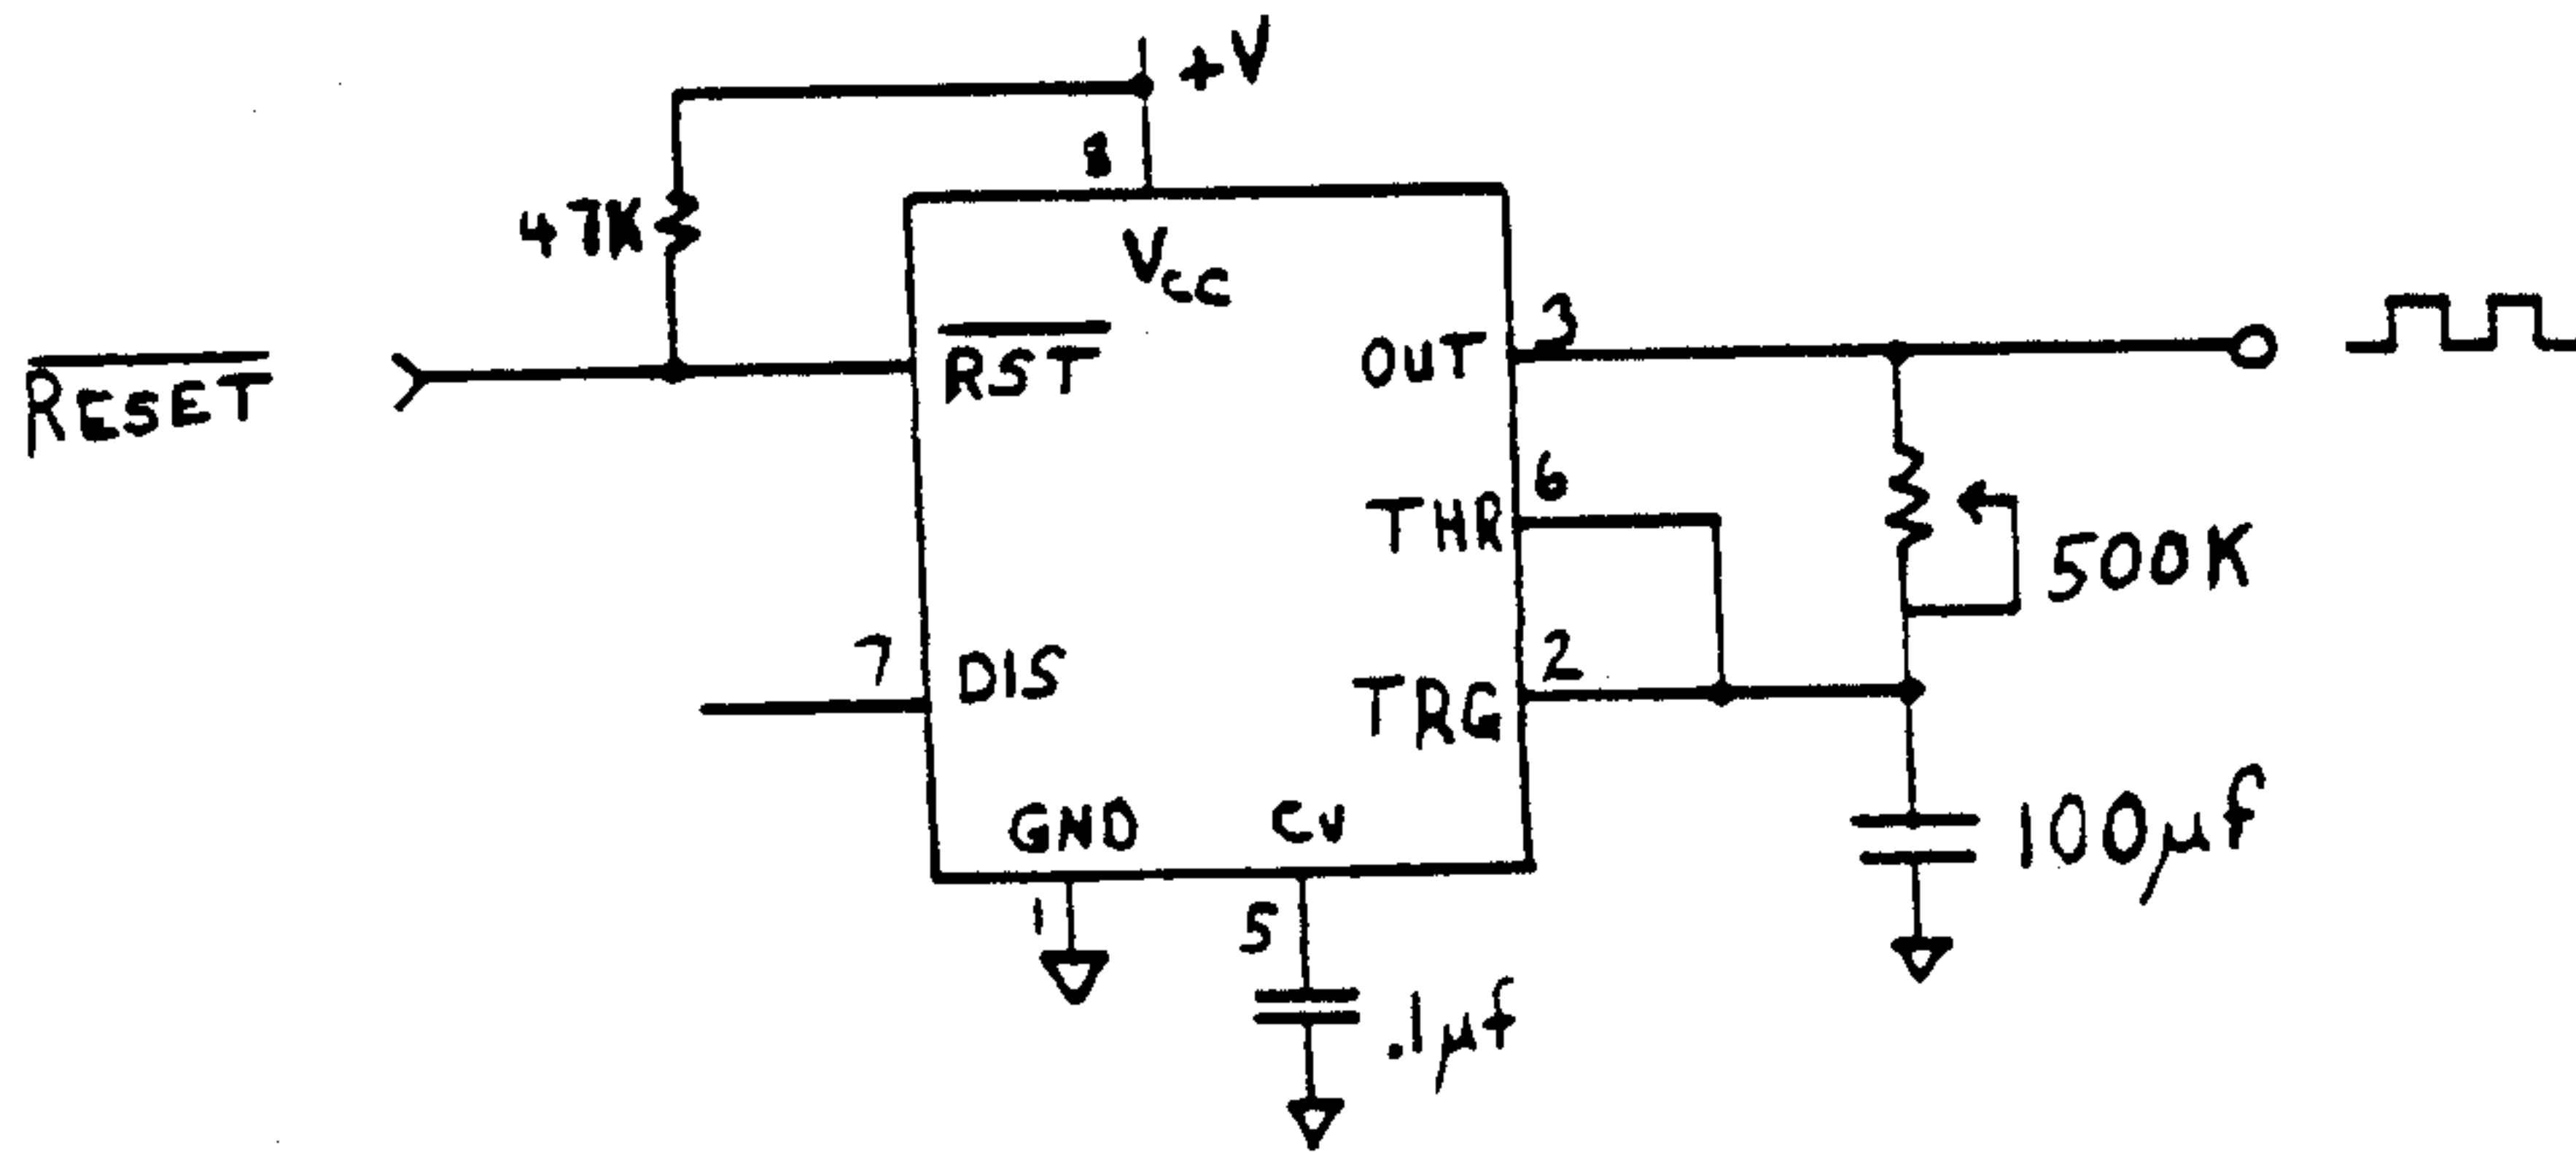 +V
8
47K
VCC
RESET
RST
OUT
3
THR
6
500K
7
DIS
TRG
2
GND
CV
100µf
1
5
.1µf